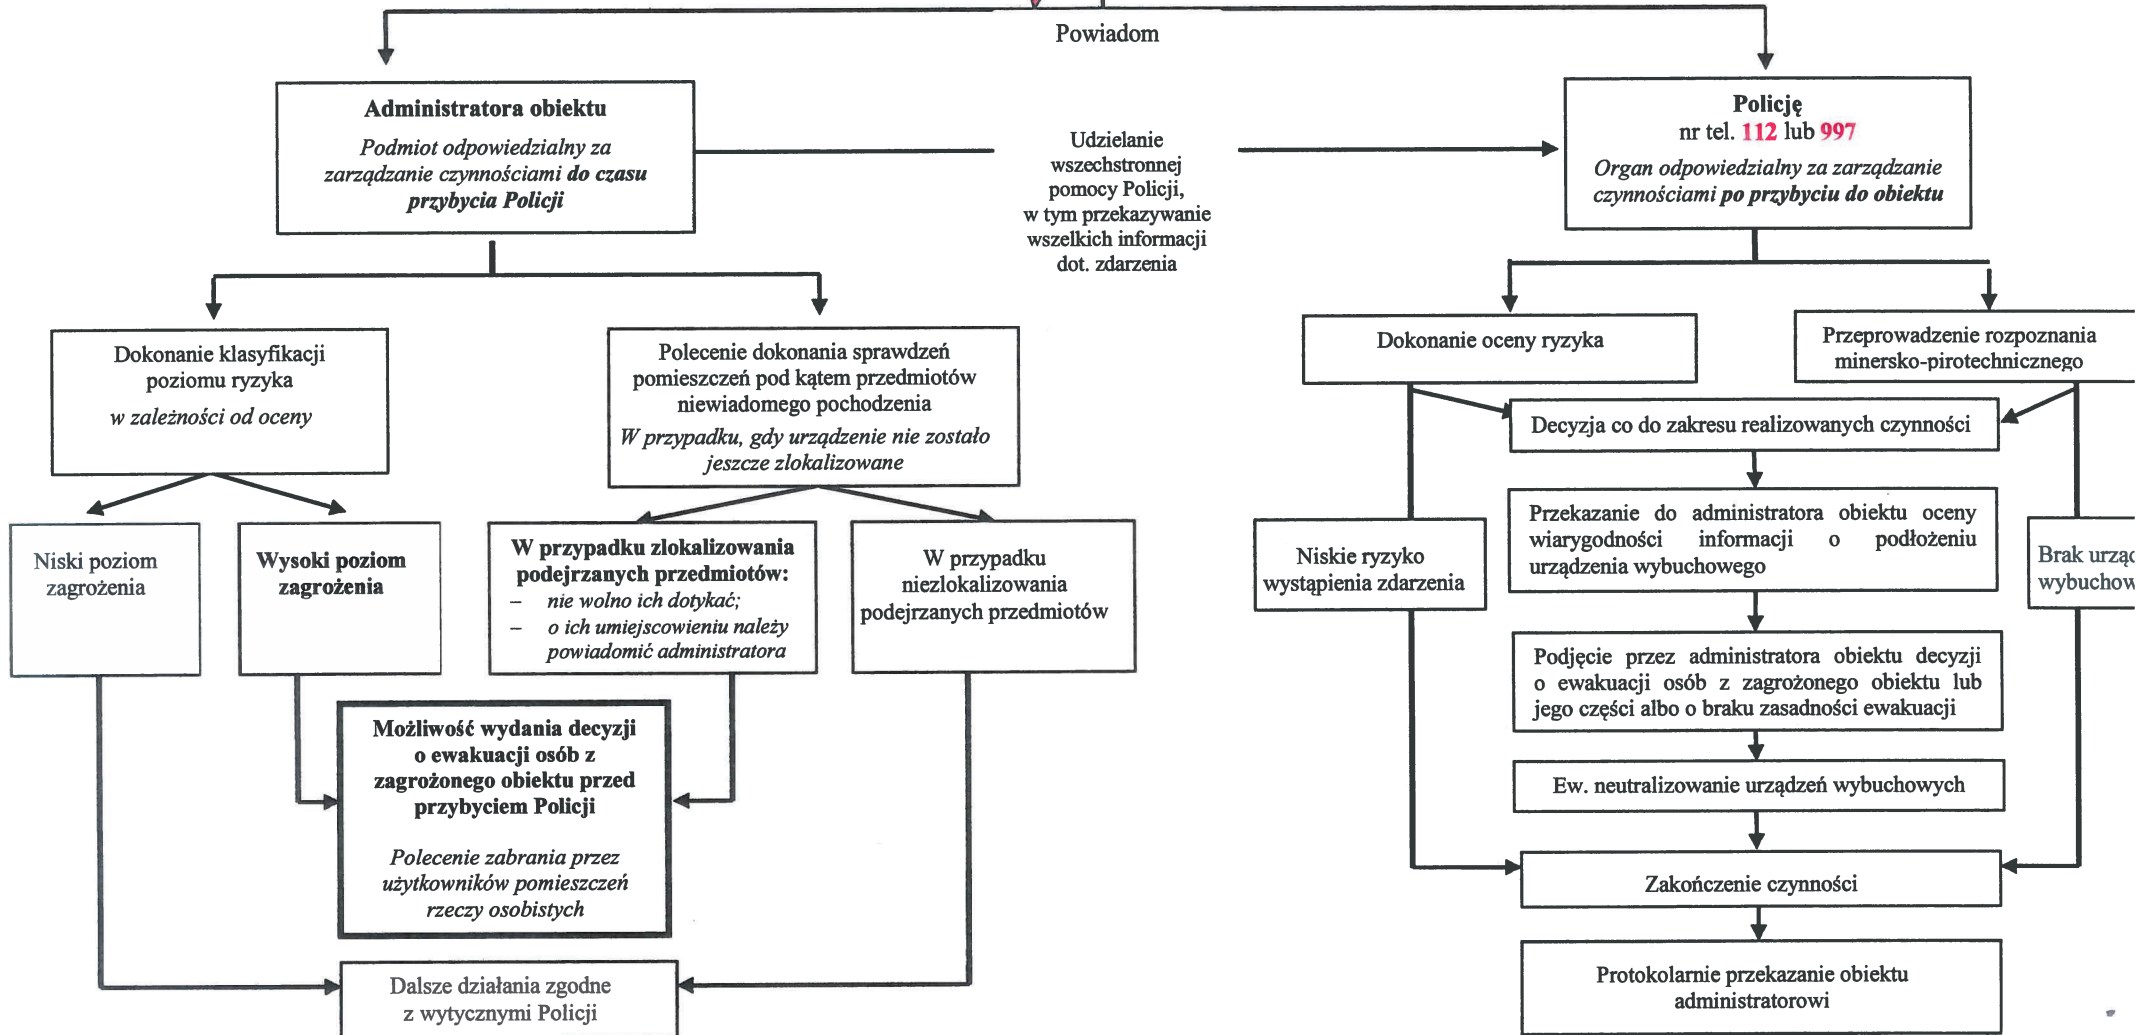 Powiadom
Administratora obiektu
Podmiot odpowiedzialny za
zarządzanie czynnościami do czasu
przybycia Policji
Udzielanie
wszechstronnej
pomocy Policji,
w tym przekazywanie
wszelkich informacji
dot. zdarzenia
Policję
nr tel. 112 lub 997
Organ odpowiedzialny za zarządzanie
czynnościami po przybyciu do obiektu
Dokonanie klasyfikacji
poziomu ryzyka
w zależności od oceny
Polecenie dokonania sprawdzeń
pomieszczeń pod kątem przedmiotów
niewiadomego pochodzenia
W przypadku, gdy urządzenie nie zostało
jeszcze zlokalizowane
Niski poziom
zagrożenia
Wysoki poziom
zagrożenia
W przypadku zlokalizowania
podejrzanych przedmiotów:
– nie wolno ich dotykać;
– o ich umiejscowieniu należy
powiadomić administratora
W przypadku
niezlokalizowania
podejrzanych przedmiotów
Możliwość wydania decyzji
o ewakuacji osób z
zagrożonego obiektu przed
przybyciem Policji
Polecenie zabrania przez
użytkowników pomieszczeń
rzeczy osobistych
Dalsze działania zgodne
z wytycznymi Policji
Dokonanie oceny ryzyka
Przeprowadzenie rozpoznania
minersko-pirotechnicznego
Decyzja co do zakresu realizowanych czynności
Przekazanie do administratora obiektu oceny
wiarygodności informacji o podłożeniu
urządzenia wybuchowego
Niskie ryzyko
wystąpienia zdarzenia
Brak urząd
wybuchow
Podjęcie przez administratora obiektu decyzji
o ewakuacji osób z zagrożonego obiektu lub
jego części albo o braku zasadności ewakuacji
Ew. neutralizowanie urządzeń wybuchowych
Zakończenie czynności
Protokolarnie przekazanie obiektu
administratorowi